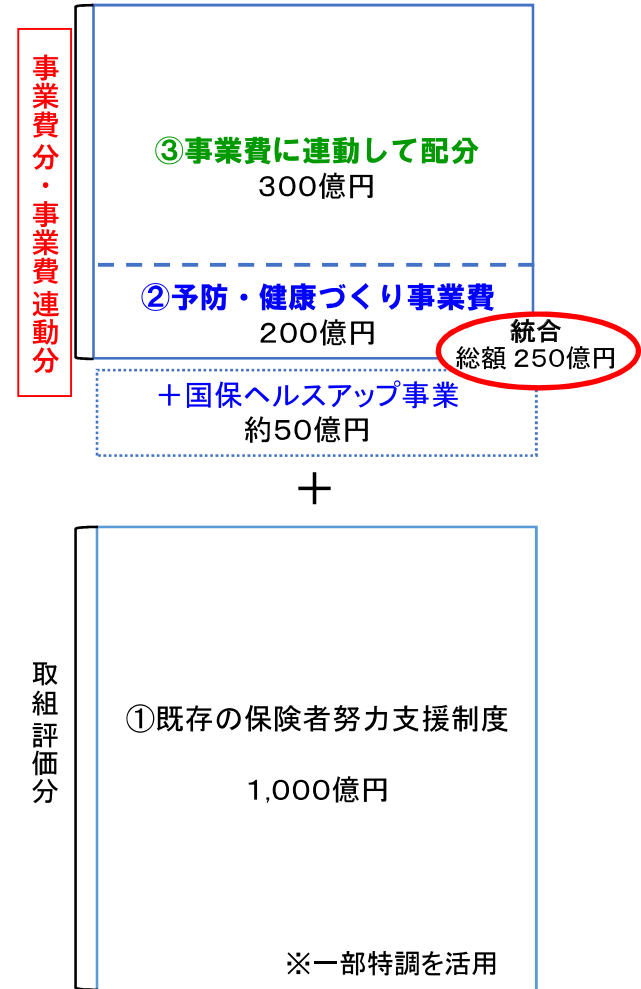 事業費分・事業費連動分
③事業費に連動して配分
300億円
②予防・健康づくり事業費
200億円
統合
総額 250億円
＋国保ヘルスアップ事業
約50億円
＋
取組評価分
①既存の保険者努力支援制度
1,000億円
※一部特調を活用